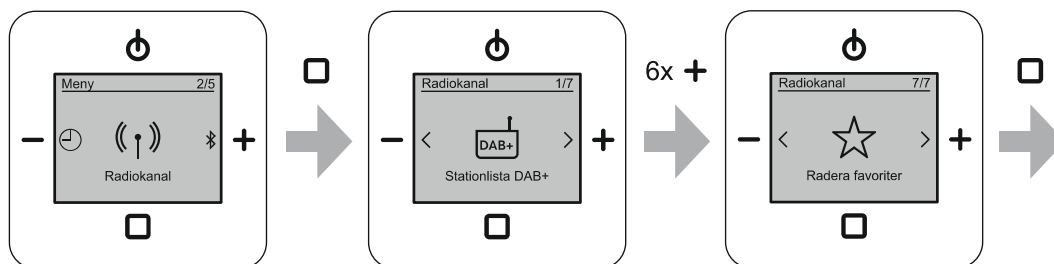 Meny 2/5
Radiokanal
Radiokanal 1/7
DAB+
Stationlista DAB+
6x +
Radiokanal 7/7
Radera favoriter